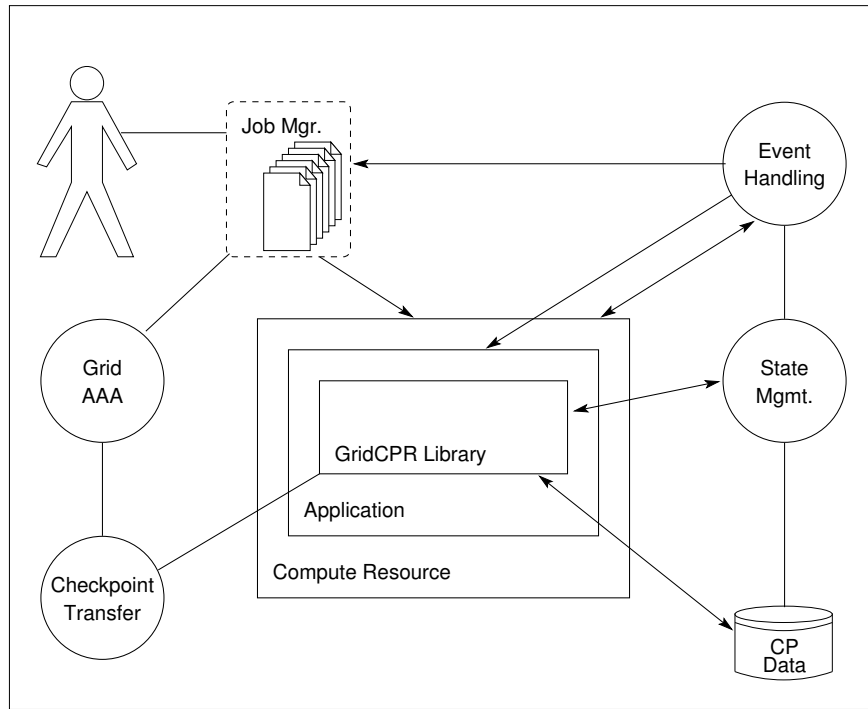 Job Mgr.
Event
Handling
Grid
AAA
State
Mgmt.
GridCPR Library
Application
Compute Resource
Checkpoint
Transfer
CP
Data